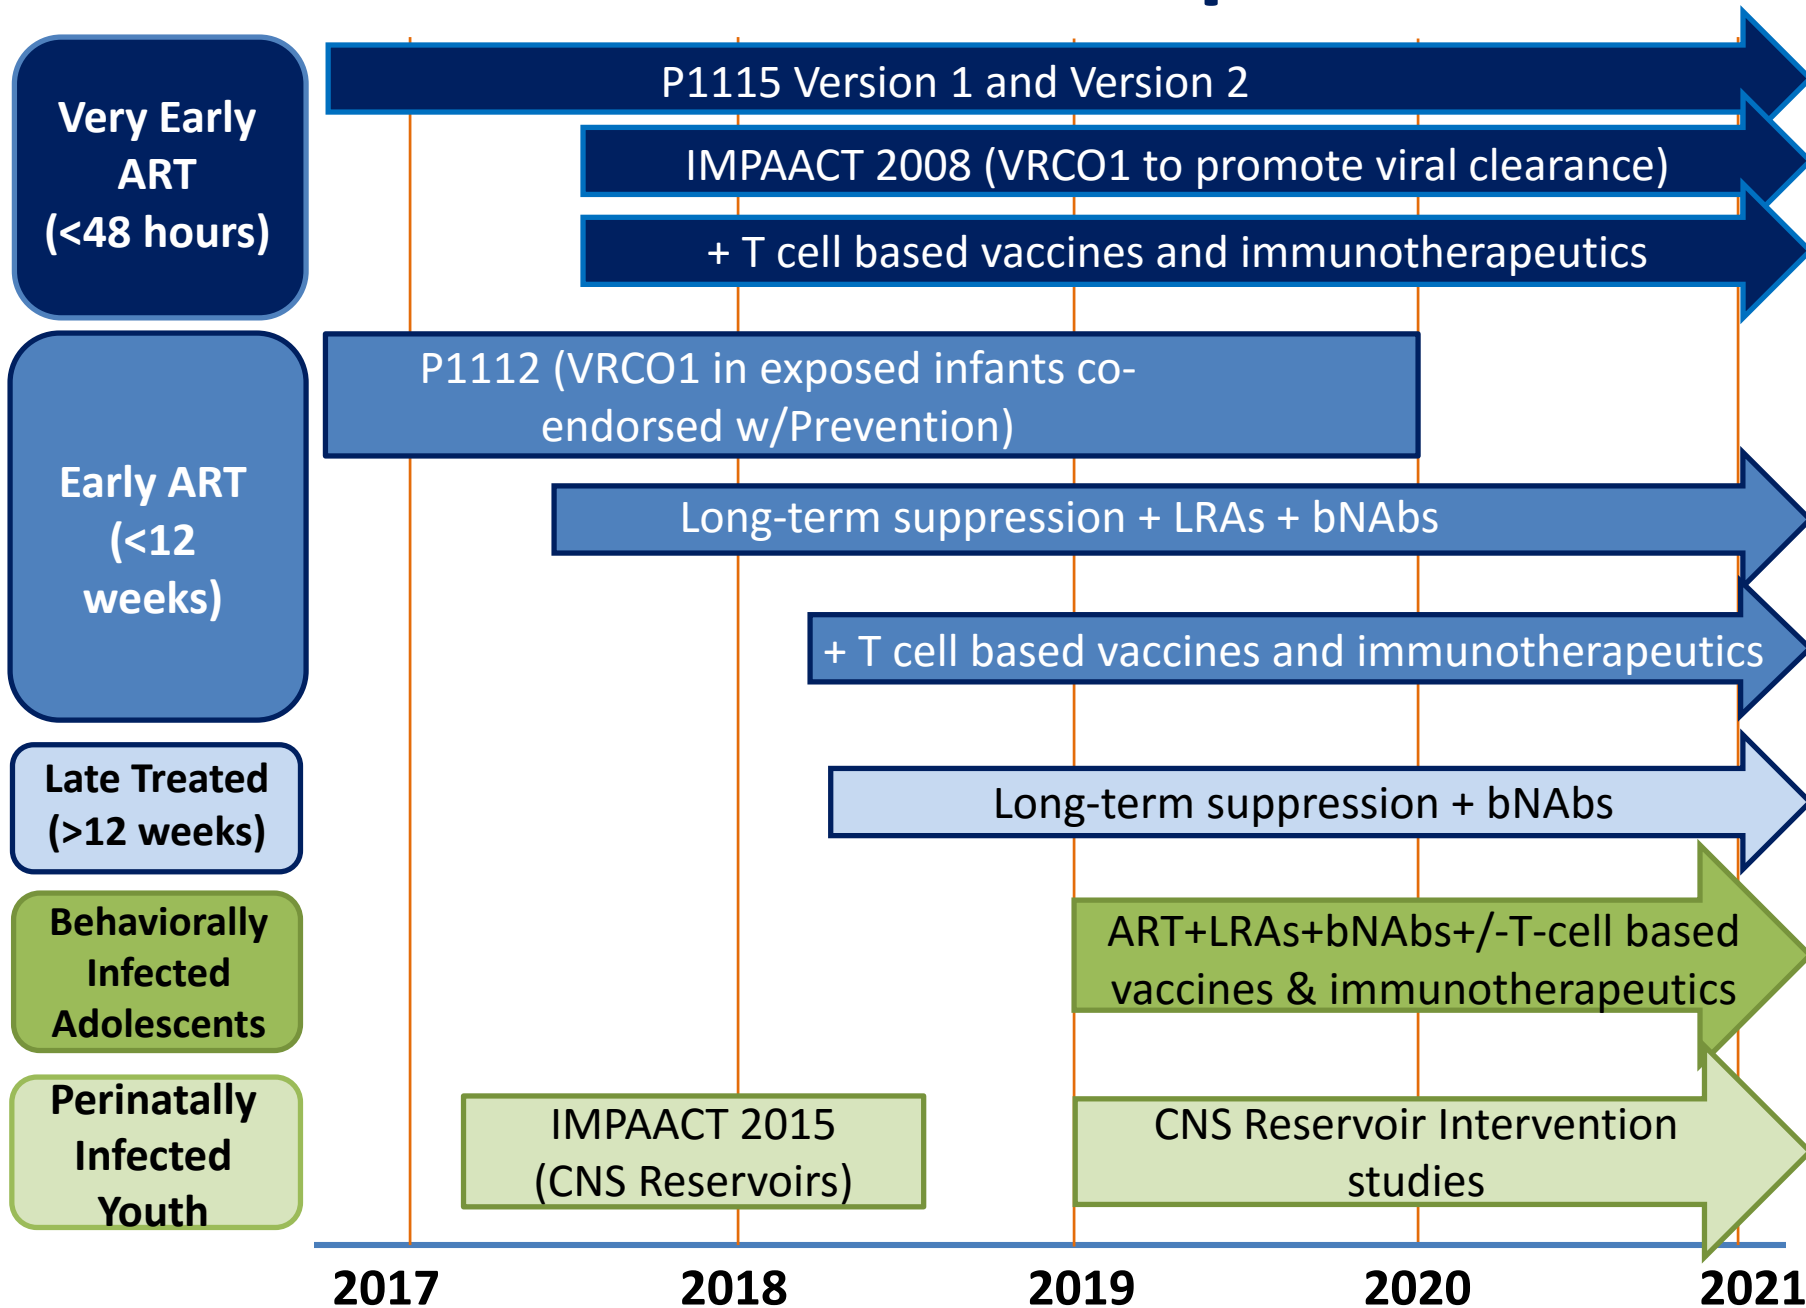 Very Early
ART
(<48 hours)
P1115 Version 1 and Version 2
IMPAACT 2008 (VRCO1 to promote viral clearance)
+ T cell based vaccines and immunotherapeutics
Early ART
(<12
weeks)
P1112 (VRCO1 in exposed infants co-
endorsed w/Prevention)
Long-term suppression + LRAs + bNAbs
+ T cell based vaccines and immunotherapeutics
Late Treated
(>12 weeks)
Long-term suppression + bNAbs
Behaviorally
Infected
Adolescents
ART+LRAs+bNAbs+/-T-cell based
vaccines & immunotherapeutics
Perinatally
Infected
Youth
IMPAACT 2015
(CNS Reservoirs)
CNS Reservoir Intervention
studies
2017 2018 2019 2020 2021